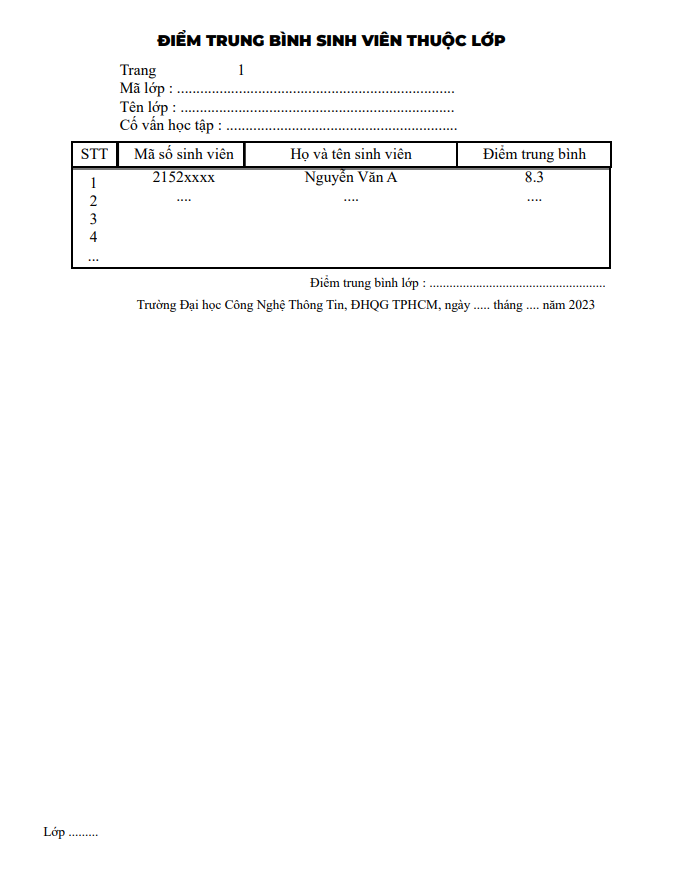 ĐIỂM TRUNG BÌNH SINH VIÊN THUỘC LỚP
Trang 1
Mã lớp : ........................................................................
Tên lớp : .......................................................................
Cố vấn học tập : ............................................................
STT Mã số sinh viên Họ và tên sinh viên Điểm trung bình
1 2152xxxx Nguyễn Văn A 8.3
2 .... .... ....
3
4
...
Điểm trung bình lớp : .....................................................
Trường Đại học Công Nghệ Thông Tin, ĐHQG TPHCM, ngày ..... tháng .... năm 2023
Lớp .........